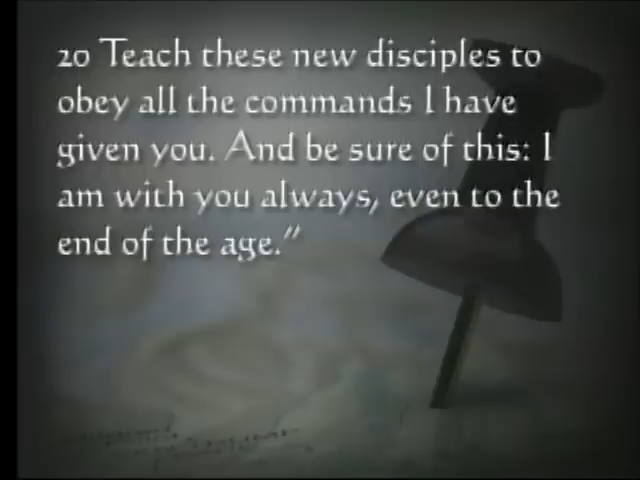 20 Teach these new disciples to
obey all the commands I have
given you. And be sure of this: I
am with you always, even to the
end of the age.”